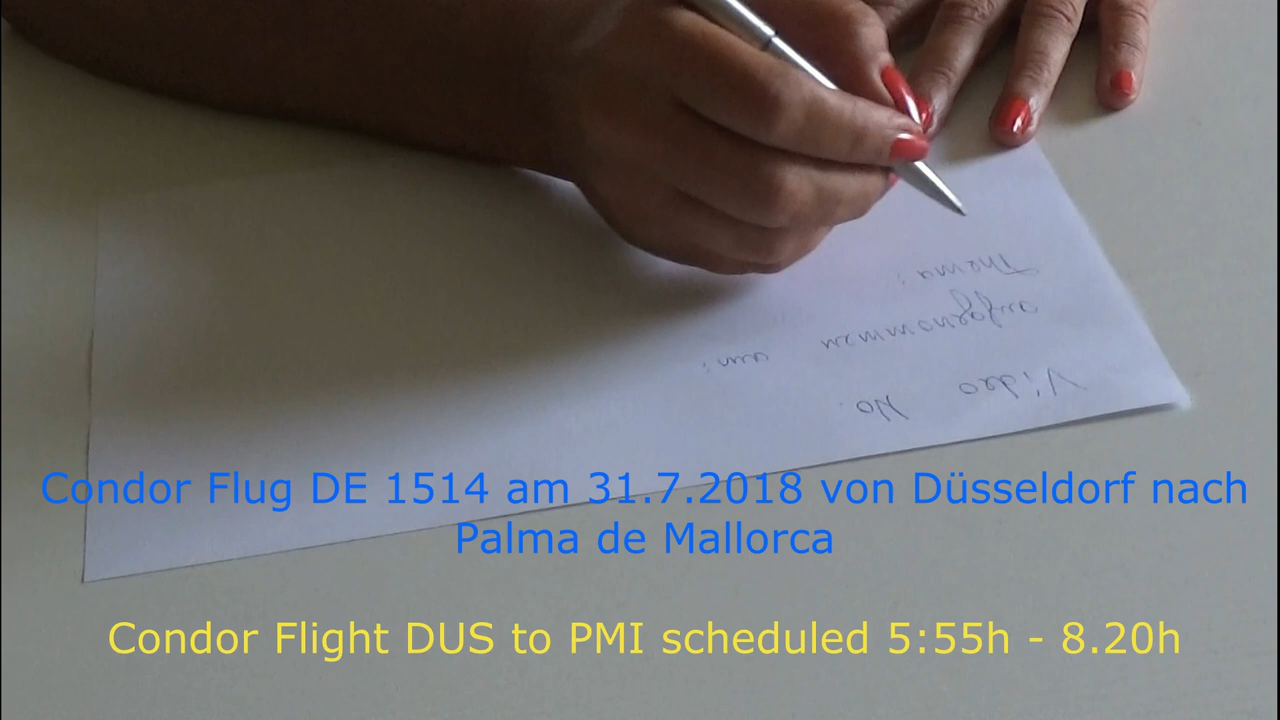 Video No.
aufgenommen am:
Thema:
Condor Flug DE 1514 am 31.7.2018 von Düsseldorf nach
Palma de Mallorca
Condor Flight DUS to PMI scheduled 5:55h - 8.20h